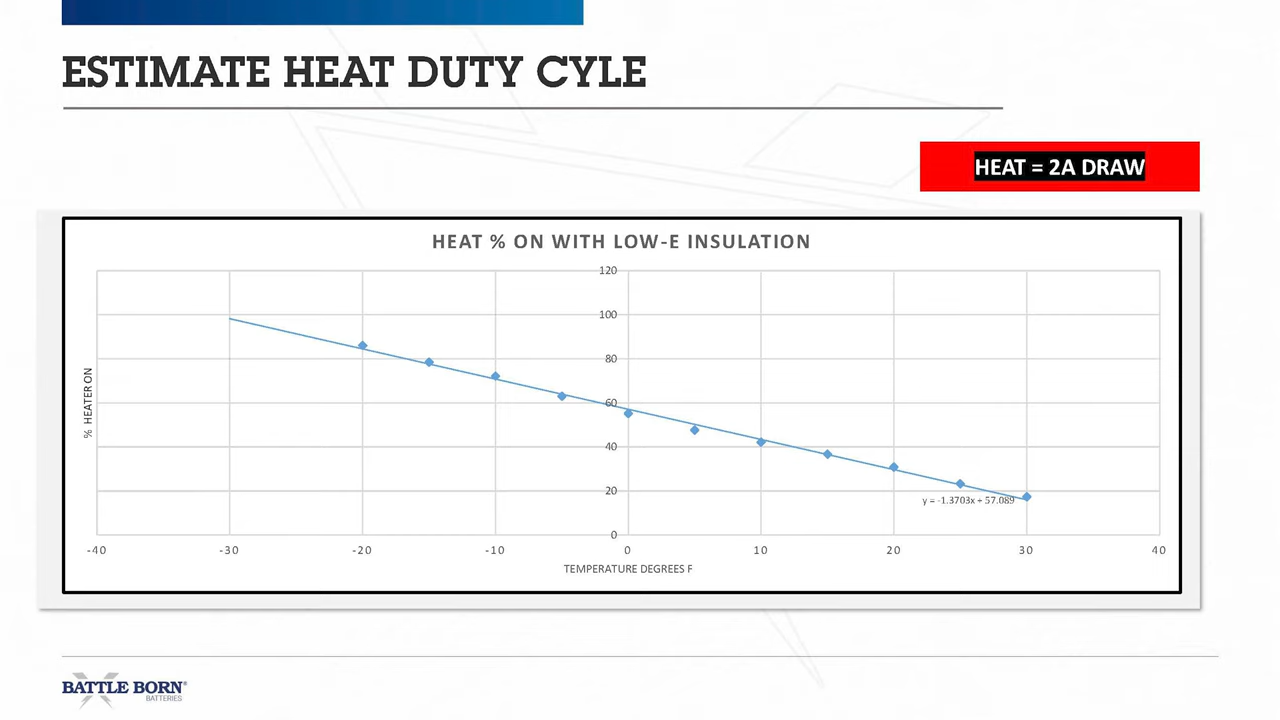 ESTIMATE HEAT DUTY CYLE
HEAT = 2A DRAW
HEAT % ON WITH LOW-E INSULATION
120
100
80
60
40
20
0
% HEATER ON
y = -1.3703x + 57.089
-40 -30 -20 -10 0 10 20 30 40
TEMPERATURE DEGREES F
BATTLE BORN®
BATTERIES